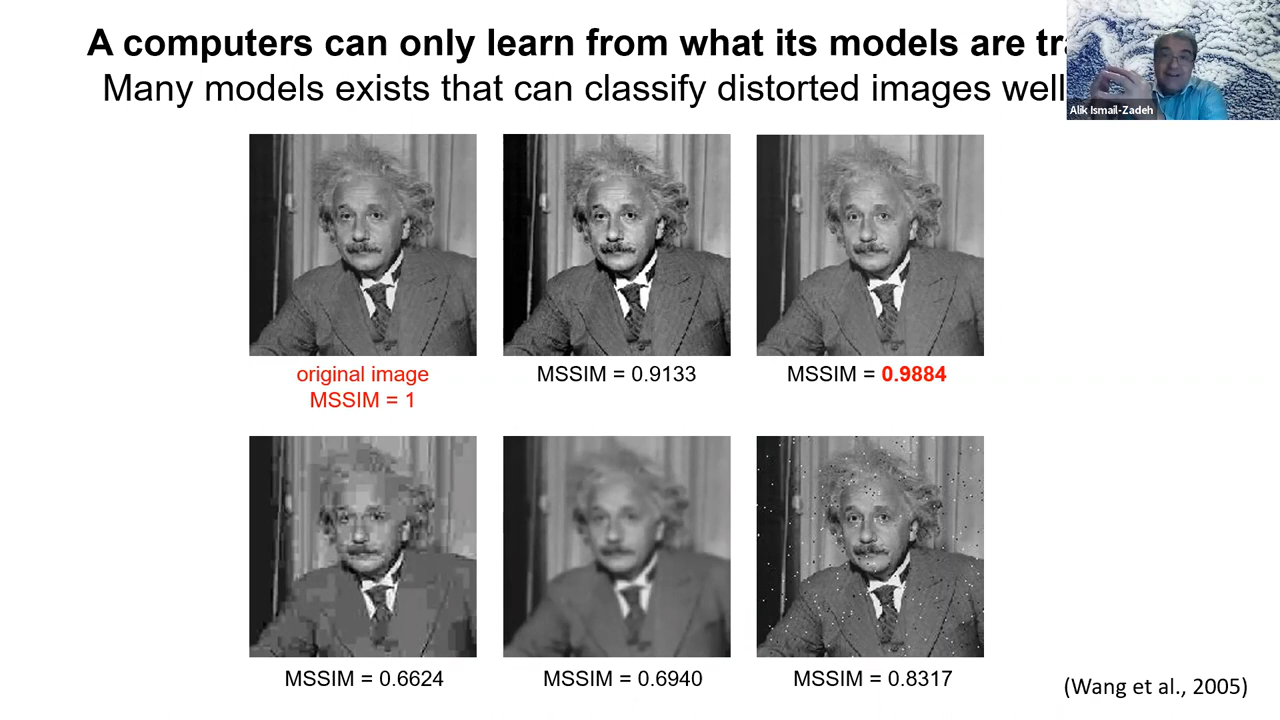 A computers can only learn from what its models are
Many models exists that can classify distorted images well
Alik Ismail-Zadeh
original image
MSSIM = 1
MSSIM = 0.9133
MSSIM = 0.9884
MSSIM = 0.6624
MSSIM = 0.6940
MSSIM = 0.8317
(Wang et al., 2005)